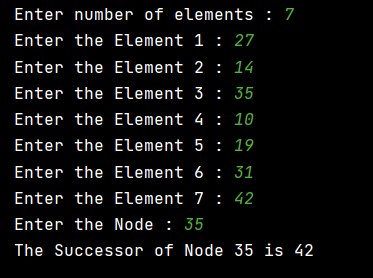 Enter number of elements : 7
Enter the Element 1 : 27
Enter the Element 2 : 14
Enter the Element 3 : 35
Enter the Element 4 : 10
Enter the Element 5 : 19
Enter the Element 6 : 31
Enter the Element 7 : 42
Enter the Node : 35
The Successor of Node 35 is 42